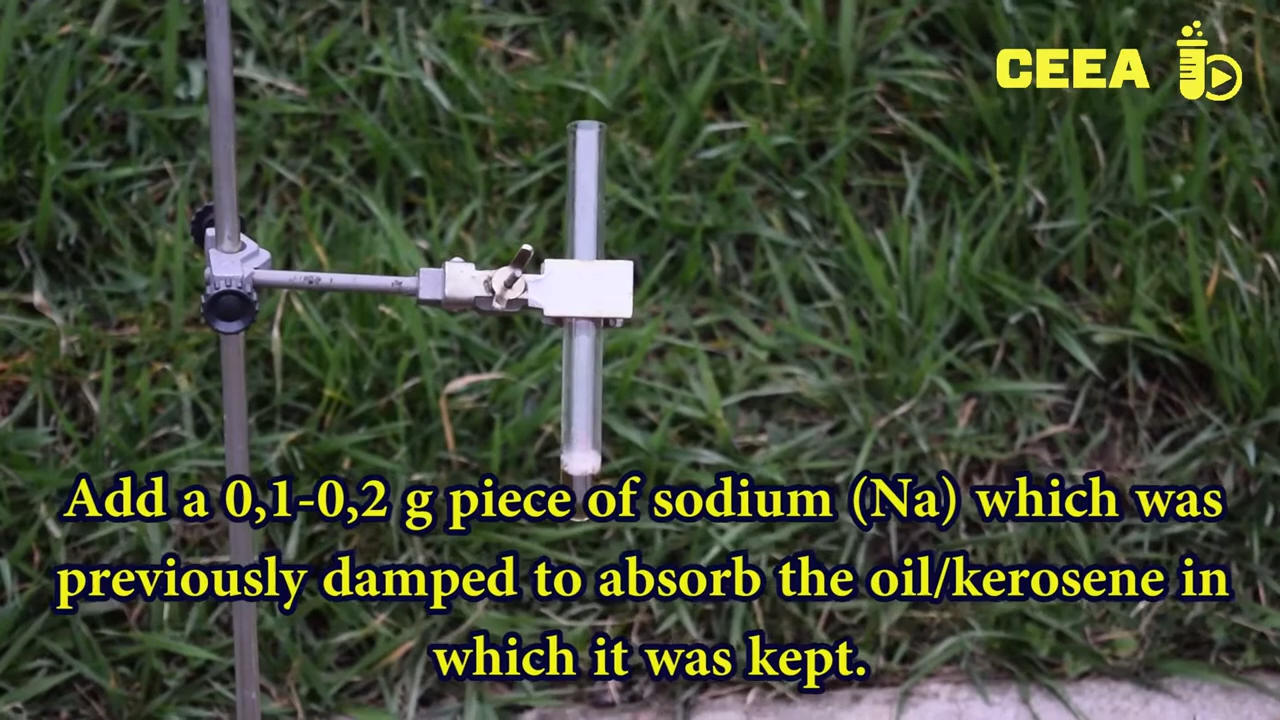 CEEA
Add a 0,1-0,2 g piece of sodium (Na) which was
previously damped to absorb the oil/kerosene in
which it was kept.